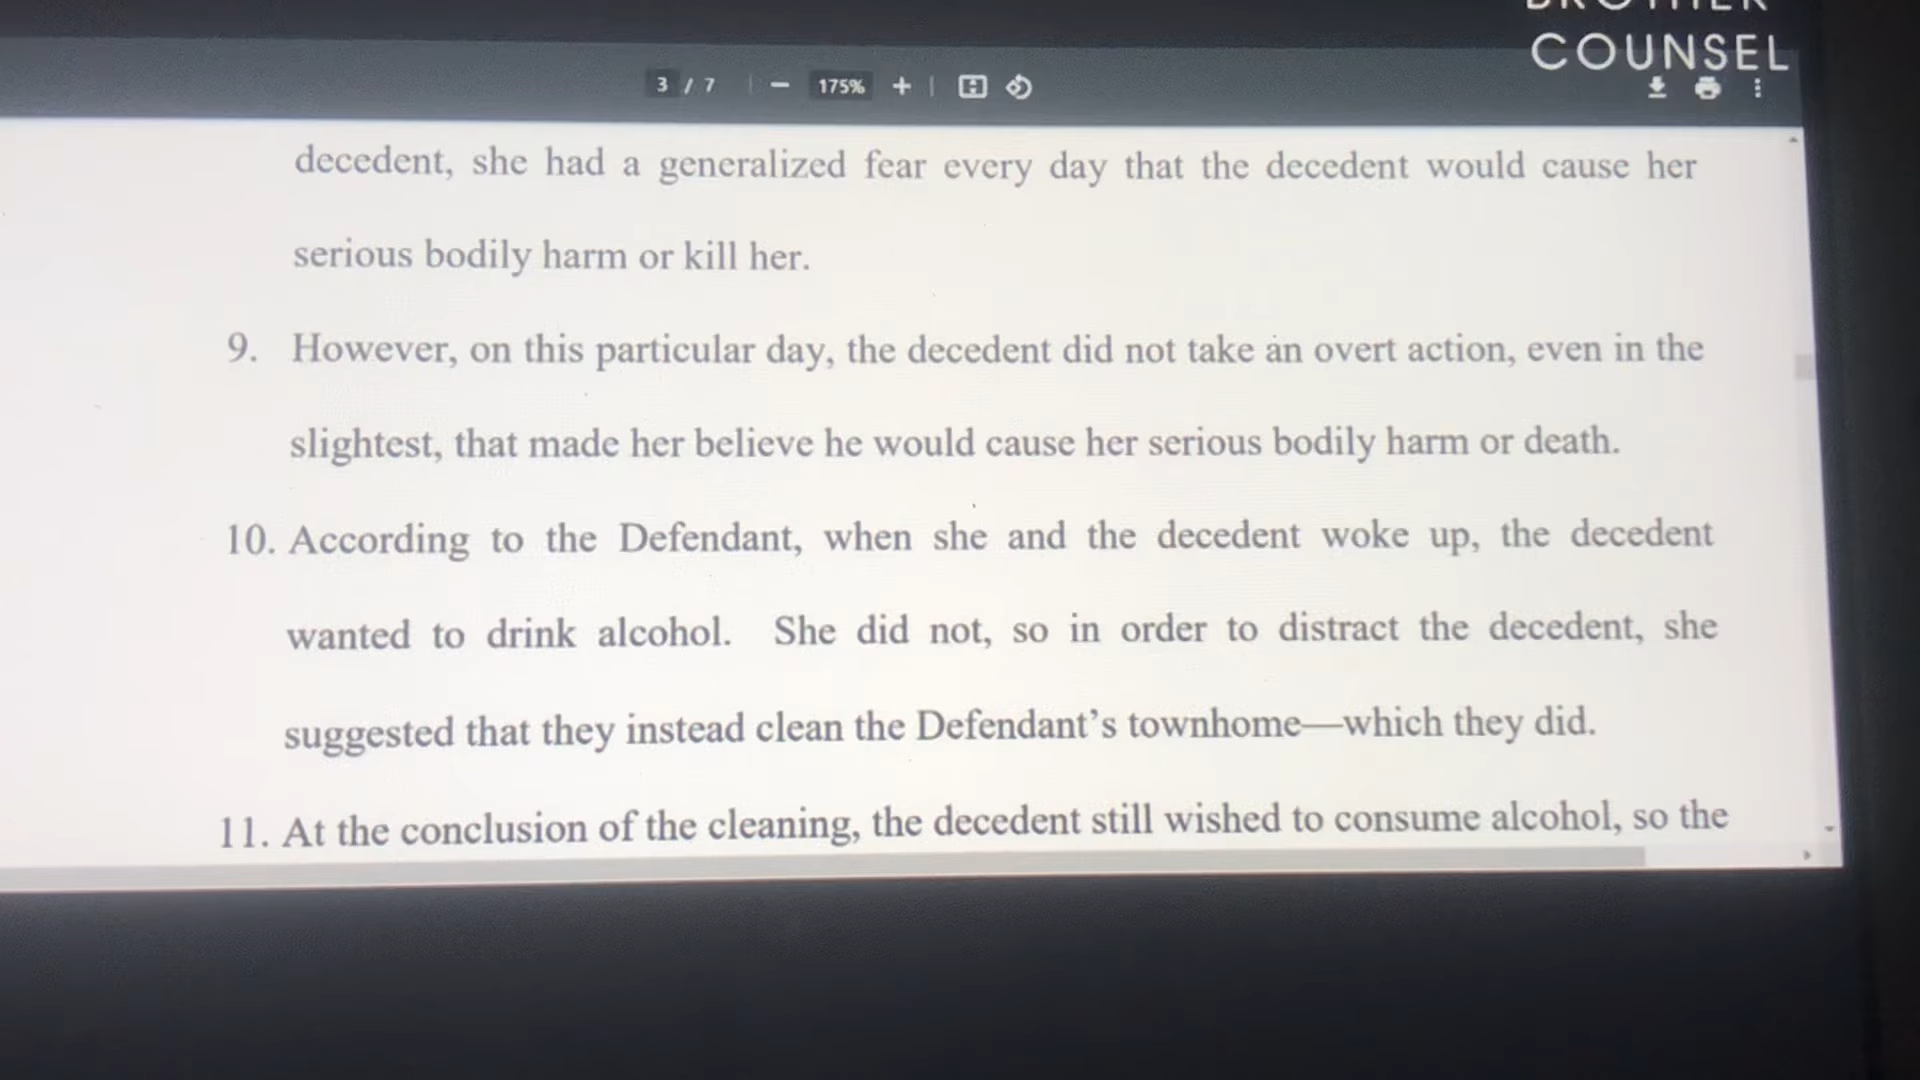 COUNSEL
3 / 7 175%
decedent, she had a generalized fear every day that the decedent would cause her
serious bodily harm or kill her.
9. However, on this particular day, the decedent did not take an overt action, even in the
slightest, that made her believe he would cause her serious bodily harm or death.
10. According to the Defendant, when she and the decedent woke up, the decedent
wanted to drink alcohol. She did not, so in order to distract the decedent, she
suggested that they instead clean the Defendant’s townhome—which they did.
11. At the conclusion of the cleaning, the decedent still wished to consume alcohol, so the